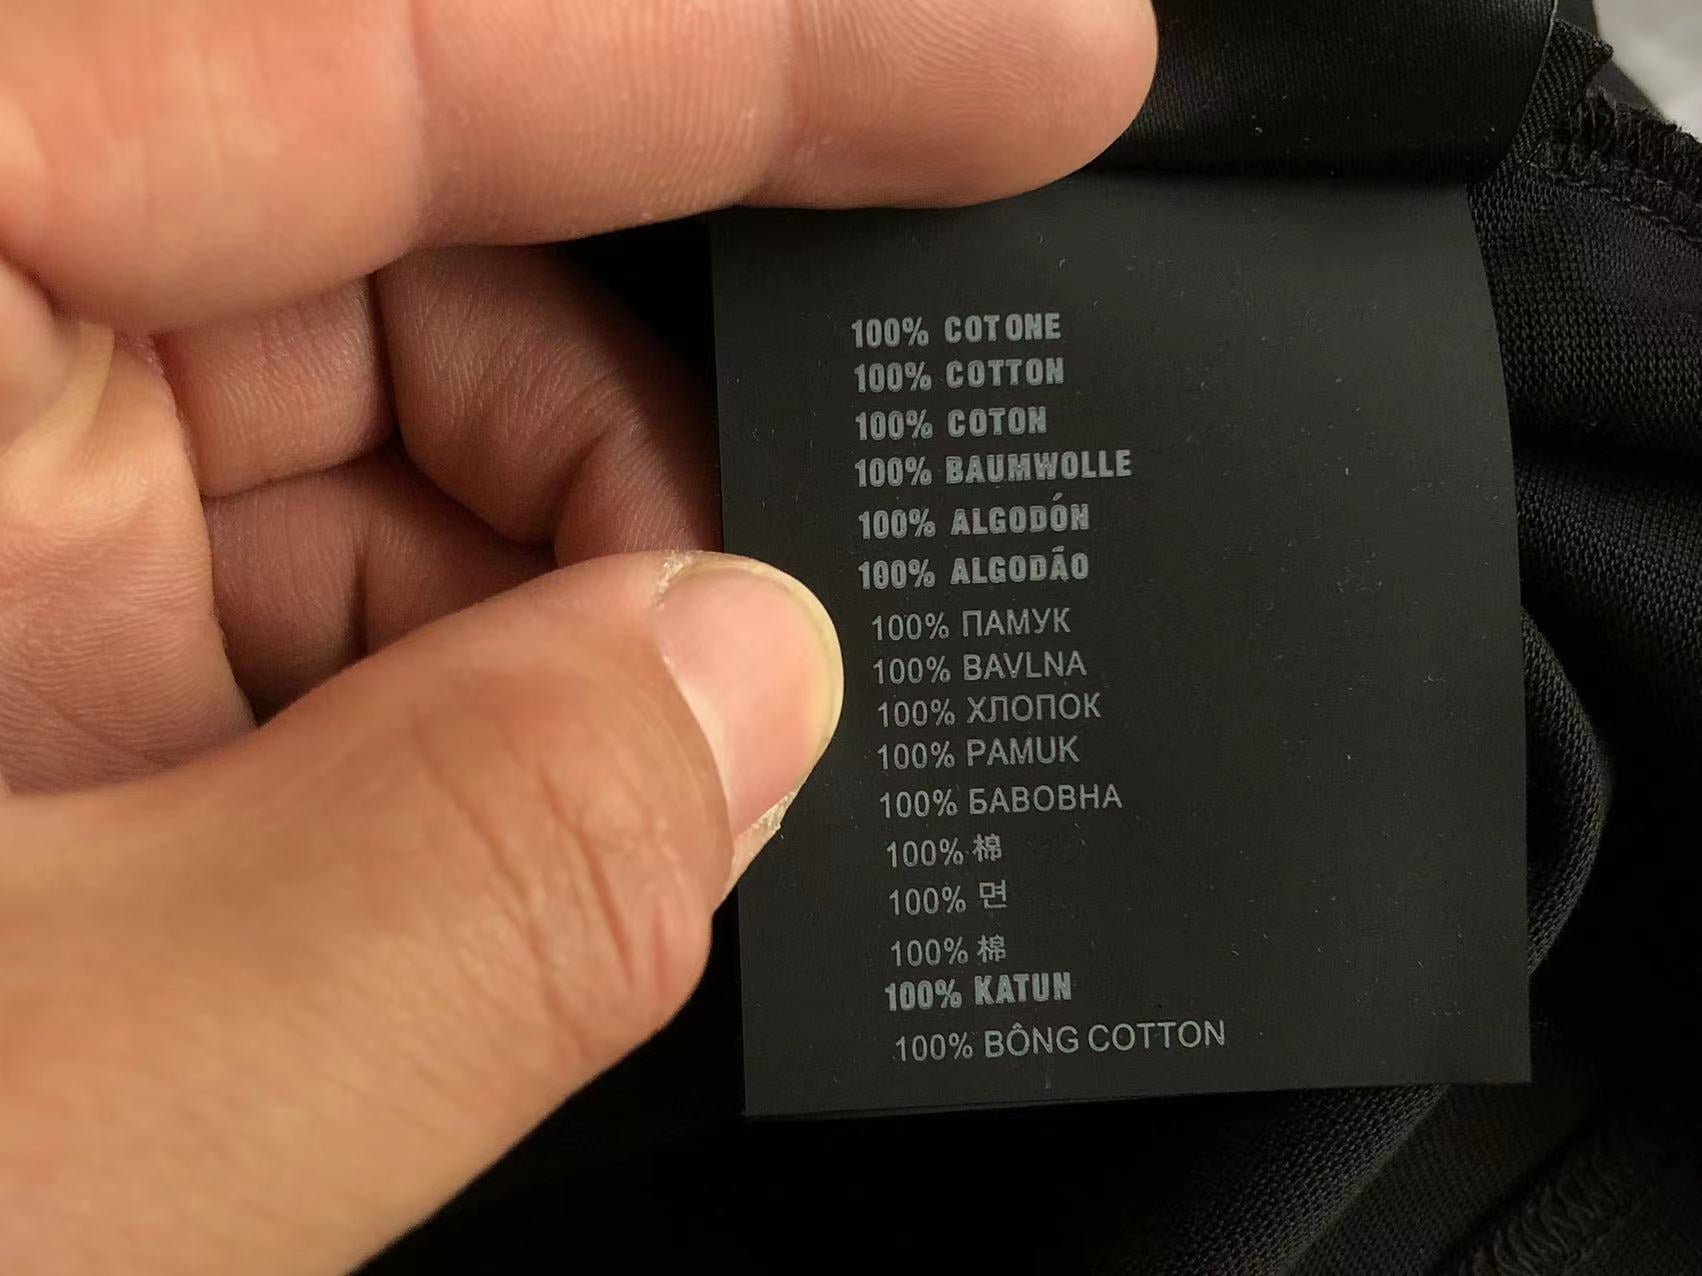 100% COTONE
100% COTTON
100% COTON
100% BAUMWOLLE
100% ALGODÓN
100% ALGODÃO
100% ПАМУК
100% BAVLNA
100% ХЛОПОК
100% PAMUK
100% БАВОВНА
100% 棉
100% 면
100% 棉
100% KATUN
100% BÔNG COTTON